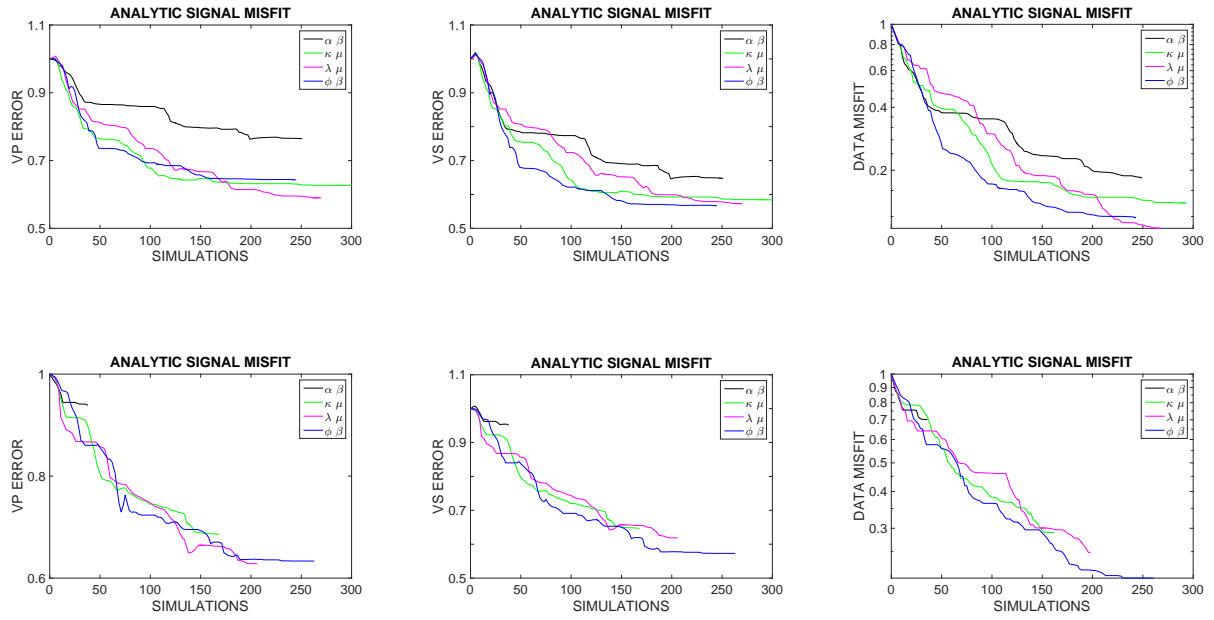 ANALYTIC SIGNAL MISFIT
1.1
0.9
0.7
0.5
VP ERROR
0 50 100 150 200 250 300
SIMULATIONS
α β
κ μ
λ μ
ϕ β
ANALYTIC SIGNAL MISFIT
1.1
0.9
0.7
0.5
VS ERROR
0 50 100 150 200 250 300
SIMULATIONS
α β
κ μ
λ μ
ϕ β
ANALYTIC SIGNAL MISFIT
1
0.8
0.6
0.4
0.2
DATA MISFIT
0 50 100 150 200 250 300
SIMULATIONS
α β
κ μ
λ μ
ϕ β
ANALYTIC SIGNAL MISFIT
1
0.8
0.6
VP ERROR
0 50 100 150 200 250 300
SIMULATIONS
α β
κ μ
λ μ
ϕ β
ANALYTIC SIGNAL MISFIT
1.1
0.9
0.7
0.5
VS ERROR
0 50 100 150 200 250 300
SIMULATIONS
α β
κ μ
λ μ
ϕ β
ANALYTIC SIGNAL MISFIT
1
0.9
0.8
0.7
0.6
0.5
0.4
0.3
DATA MISFIT
0 50 100 150 200 250 300
SIMULATIONS
α β
κ μ
λ μ
ϕ β